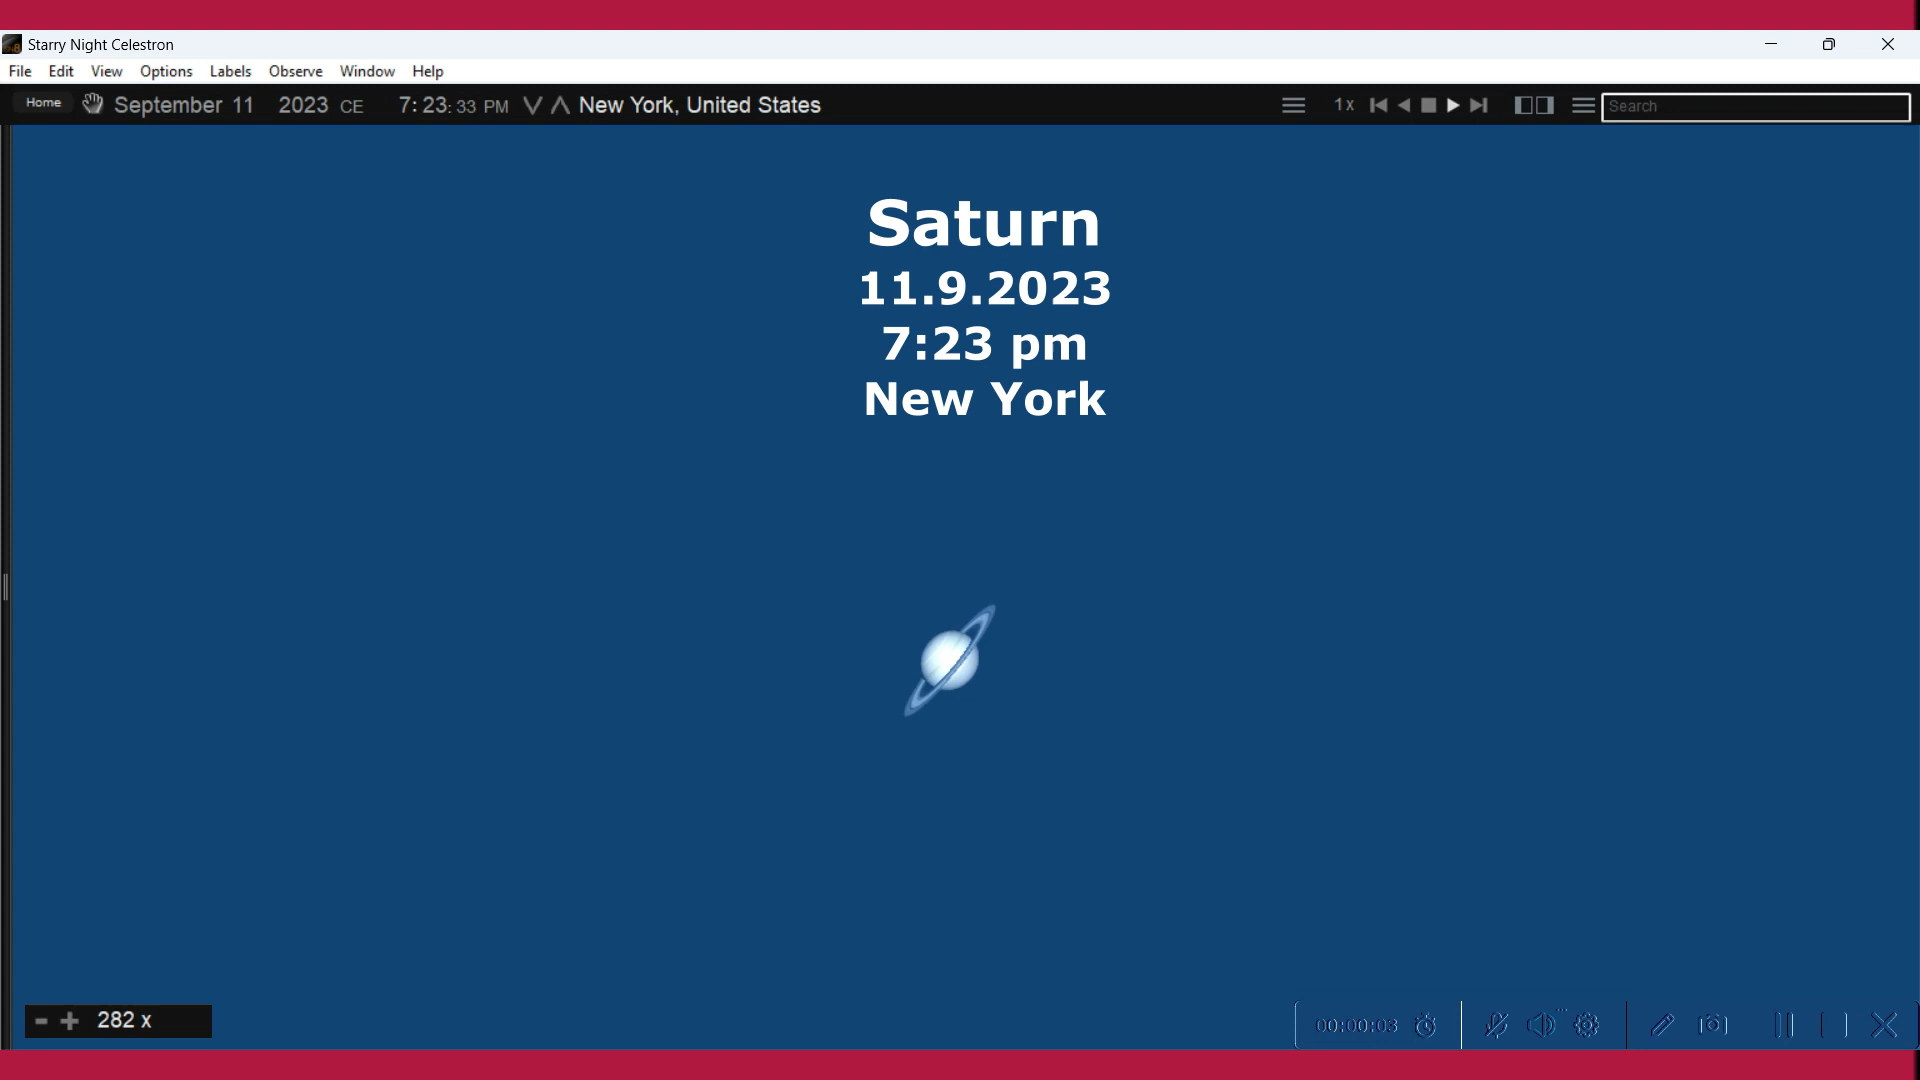 Starry Night Celestron
File Edit View Options Labels Observe Window Help
Home September 11 2023 CE 7:23:33 PM New York, United States 1x Search
Saturn
11.9.2023
7:23 pm
New York
282 x 00:00:03